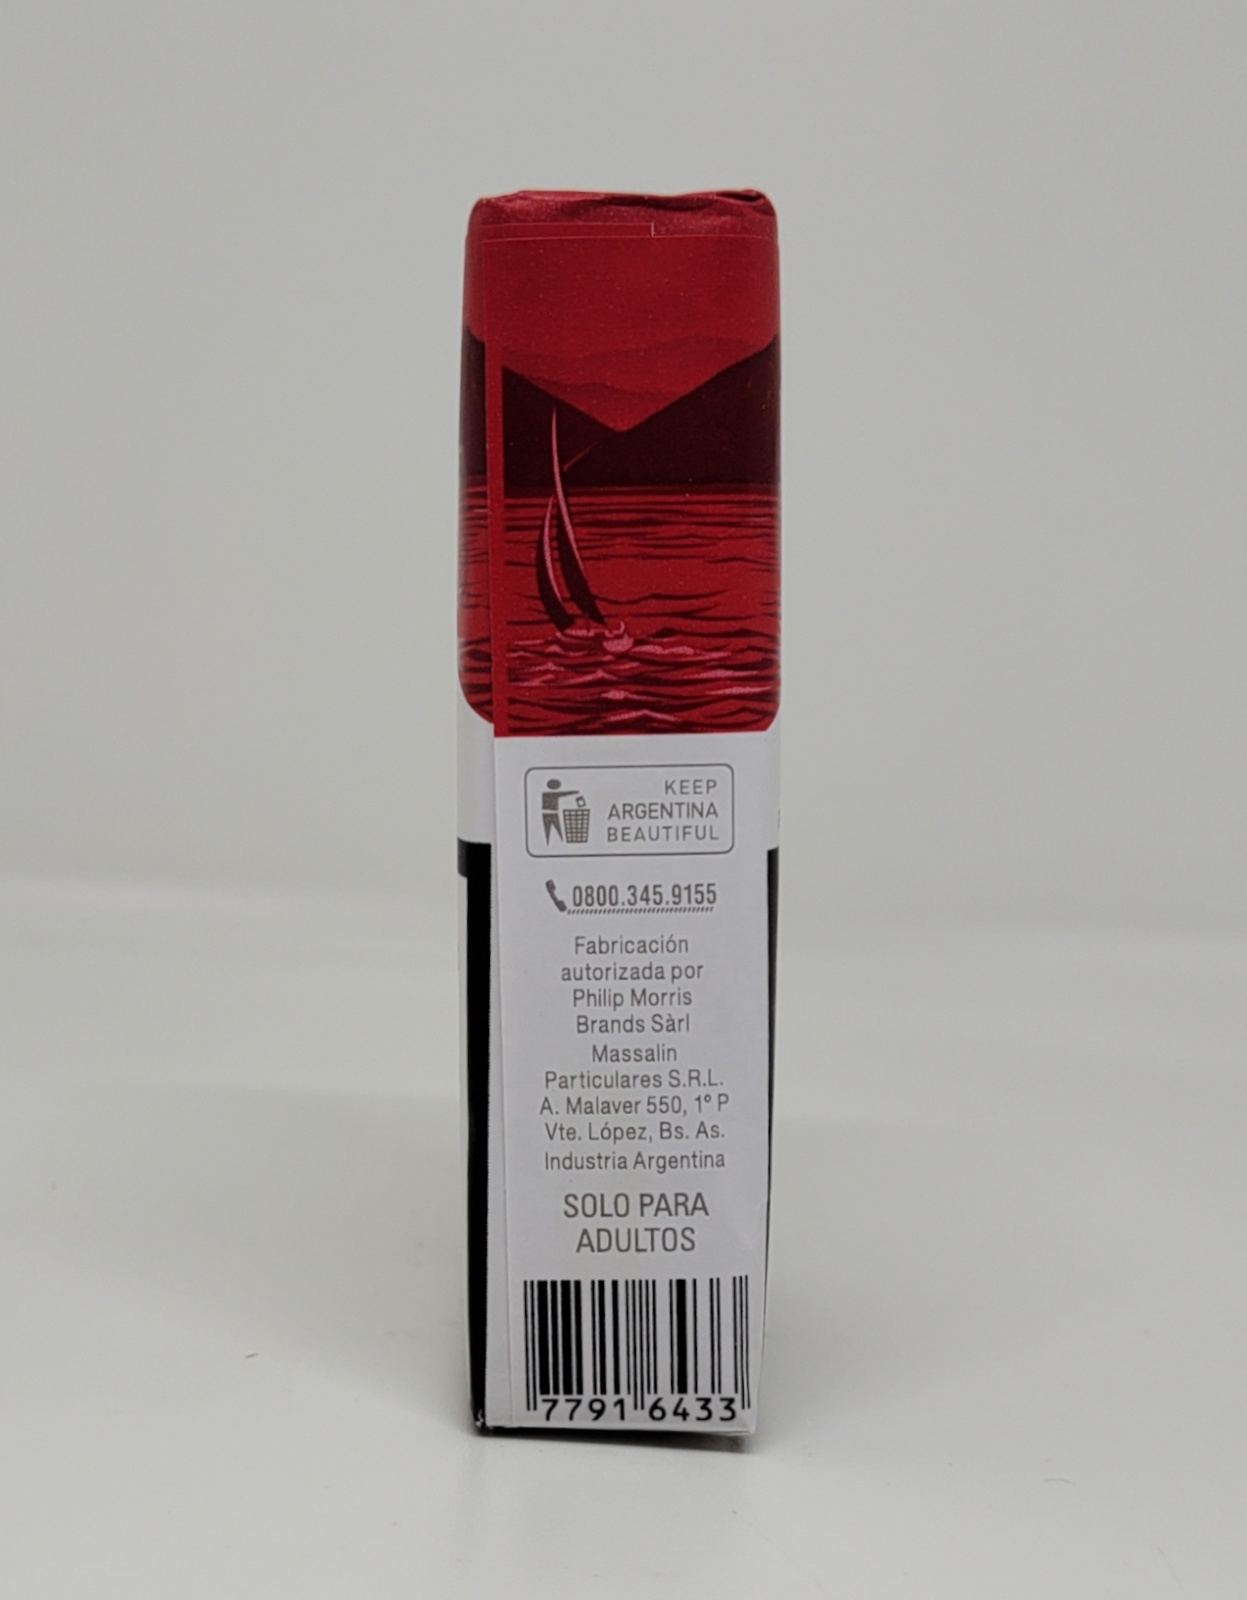 KEEP
ARGENTINA
BEAUTIFUL
0800.345.9155
Fabricación
autorizada por
Philip Morris
Brands Sàrl
Massalin
Particulares S.R.L.
A. Malaver 550, 1º P
Vte. López, Bs. As.
Industria Argentina
SOLO PARA
ADULTOS
7791 6433